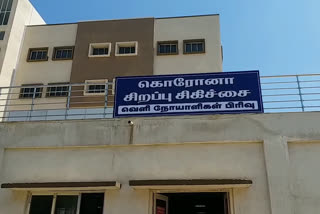 கொரோனா
சிறப்பு சிகிச்சை
வெளி நோயாளிகள் பிரிவு